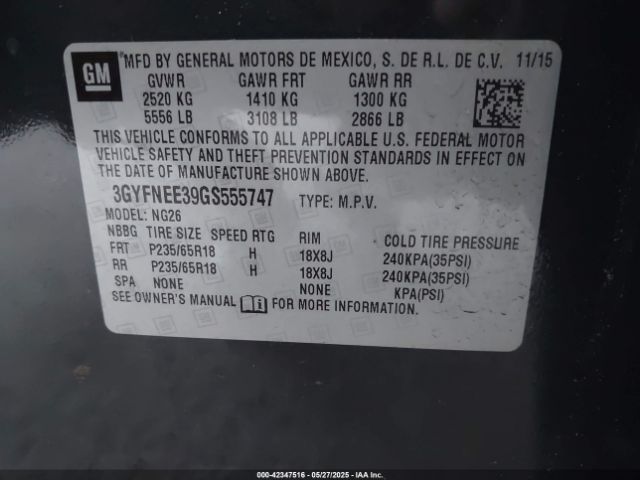 GM
MFD BY GENERAL MOTORS DE MEXICO, S. DE R.L. DE C.V. 11/15
GVWR GAWR FRT GAWR RR
2520 KG 1410 KG 1300 KG
5556 LB 3108 LB 2866 LB
THIS VEHICLE CONFORMS TO ALL APPLICABLE U.S. FEDERAL MOTOR
VEHICLE SAFETY AND THEFT PREVENTION STANDARDS IN EFFECT ON
THE DATE OF MANUFACTURE SHOWN ABOVE.
3GYFNEE39GS555747 TYPE: M.P.V.
MODEL: NG26
NBBG TIRE SIZE SPEED RTG RIM COLD TIRE PRESSURE
FRT P235/65R18 H 18X8J 240KPA(35PSI)
RR P235/65R18 H 18X8J 240KPA(35PSI)
SPA NONE NONE KPA(PSI)
SEE OWNER'S MANUAL FOR MORE INFORMATION.
000-42347516 - 05/27/2025 - IAA